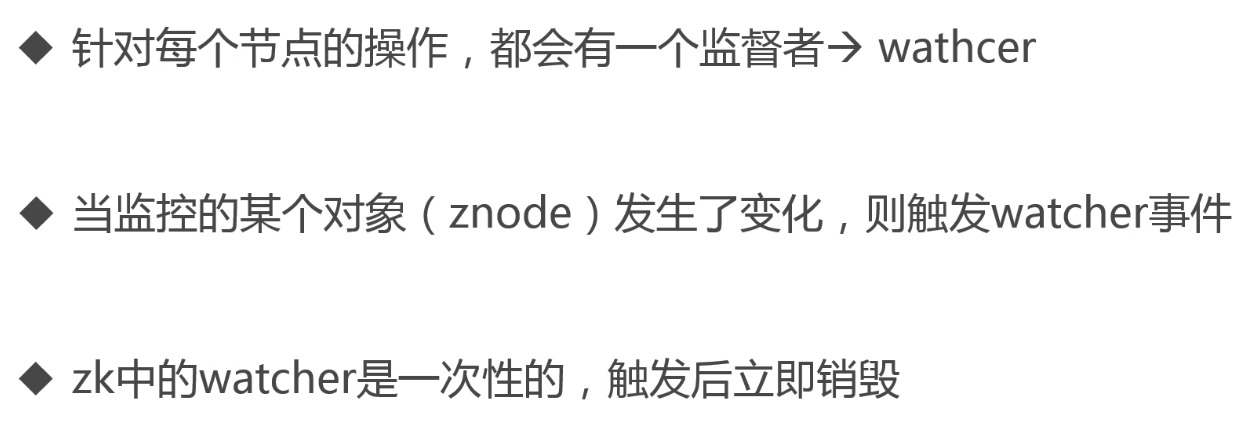 ◆ 针对每个节点的操作，都会有一个监督者→ wathcer
◆ 当监控的某个对象（znode）发生了变化，则触发watcher事件
◆ zk中的watcher是一次性的，触发后立即销毁